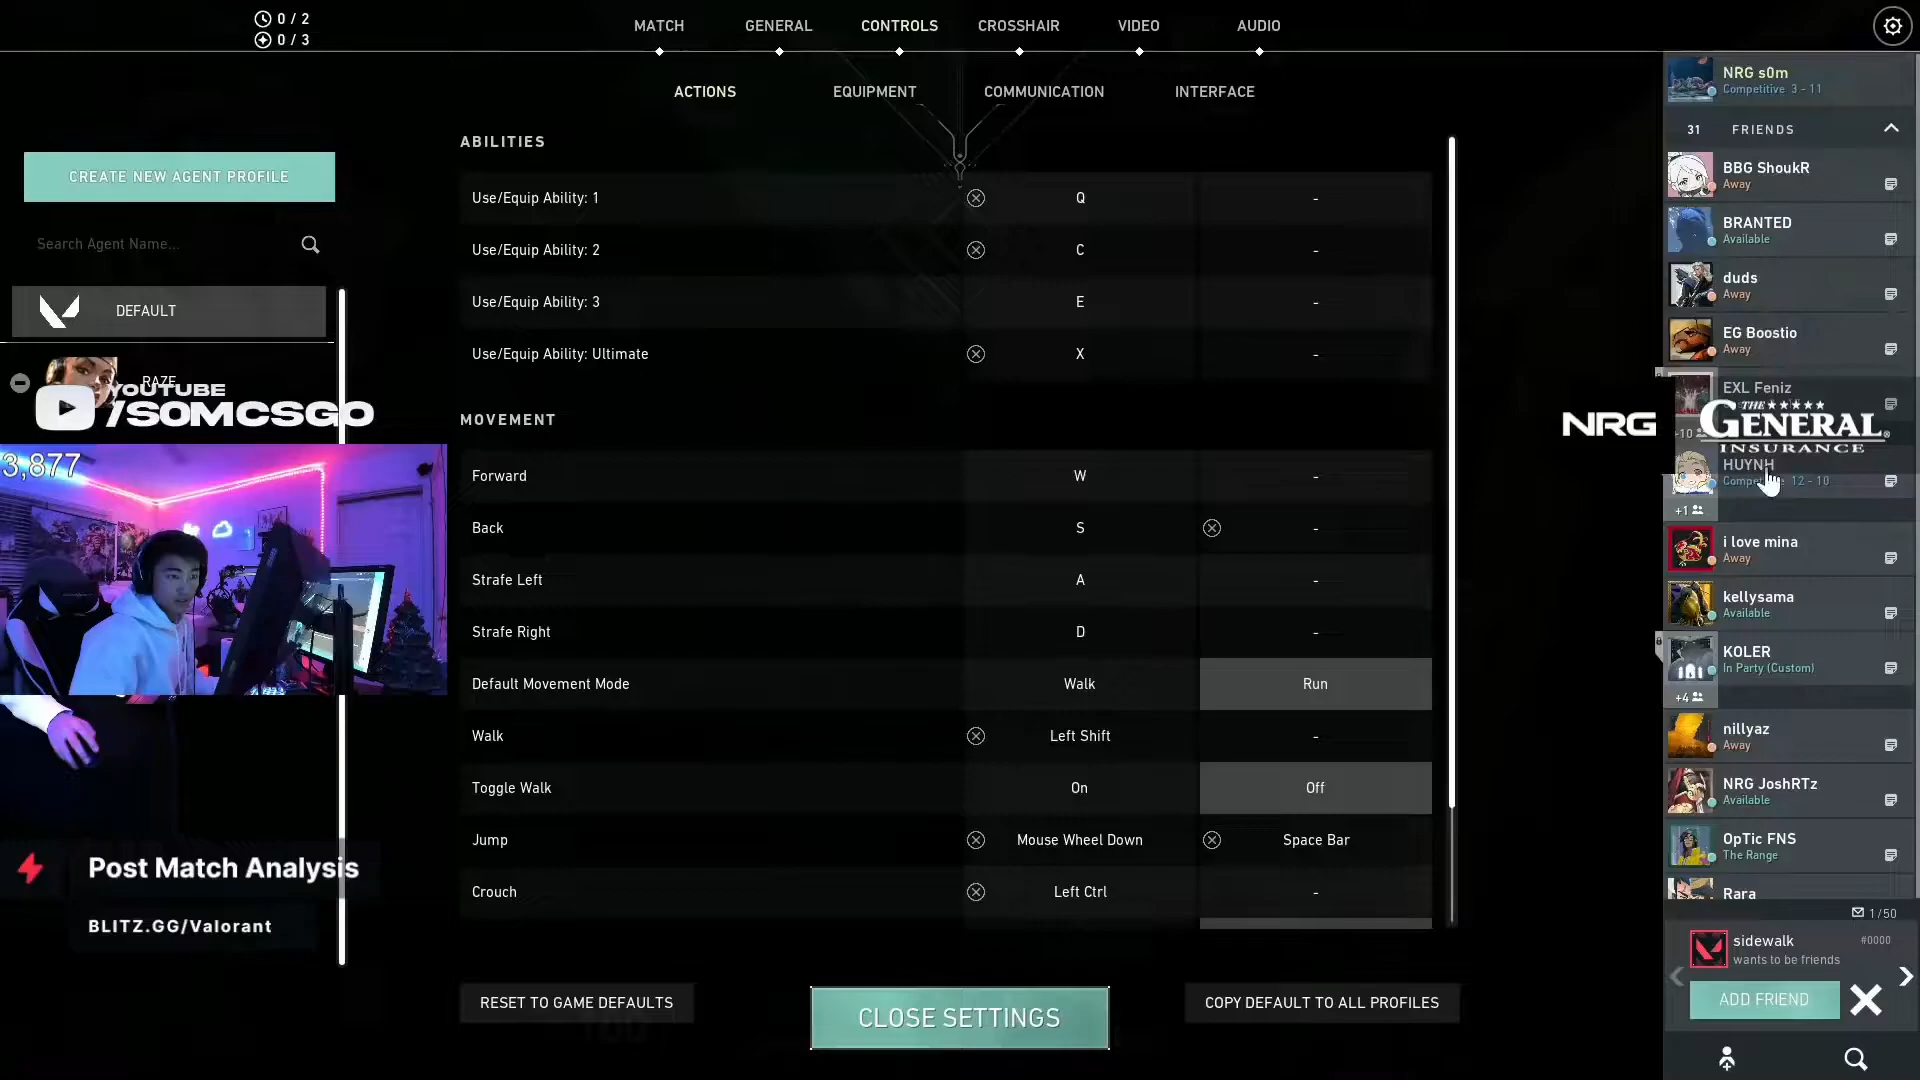 0 / 2
0 / 3
MATCH
GENERAL
CONTROLS
CROSSHAIR
VIDEO
AUDIO
ACTIONS
EQUIPMENT
COMMUNICATION
INTERFACE
CREATE NEW AGENT PROFILE
Search Agent Name...
DEFAULT
RAZE
YOUTUBE
/SOMCSGO
3,877
Post Match Analysis
BLITZ.GG/Valorant
ABILITIES
Use/Equip Ability: 1 Q -
Use/Equip Ability: 2 C -
Use/Equip Ability: 3 E -
Use/Equip Ability: Ultimate X -
MOVEMENT
Forward W -
Back S -
Strafe Left A -
Strafe Right D -
Default Movement Mode Walk Run
Walk Left Shift -
Toggle Walk On Off
Jump Mouse Wheel Down Space Bar
Crouch Left Ctrl -
RESET TO GAME DEFAULTS
CLOSE SETTINGS
COPY DEFAULT TO ALL PROFILES
NRG s0m
Competitive 3 - 11
31 FRIENDS
BBG ShoukR
Away
BRANTED
Available
duds
Away
EG Boostio
Away
EXL Feniz
NRG
THE
GENERAL
INSURANCE
HUYNH
12 - 10
+1
i love mina
Away
kellysama
Available
KOLER
In Party (Custom)
+4
nillyaz
Away
NRG JoshRTz
Available
OpTic FNS
The Range
Rara
1/50
sidewalk #0000
wants to be friends
ADD FRIEND